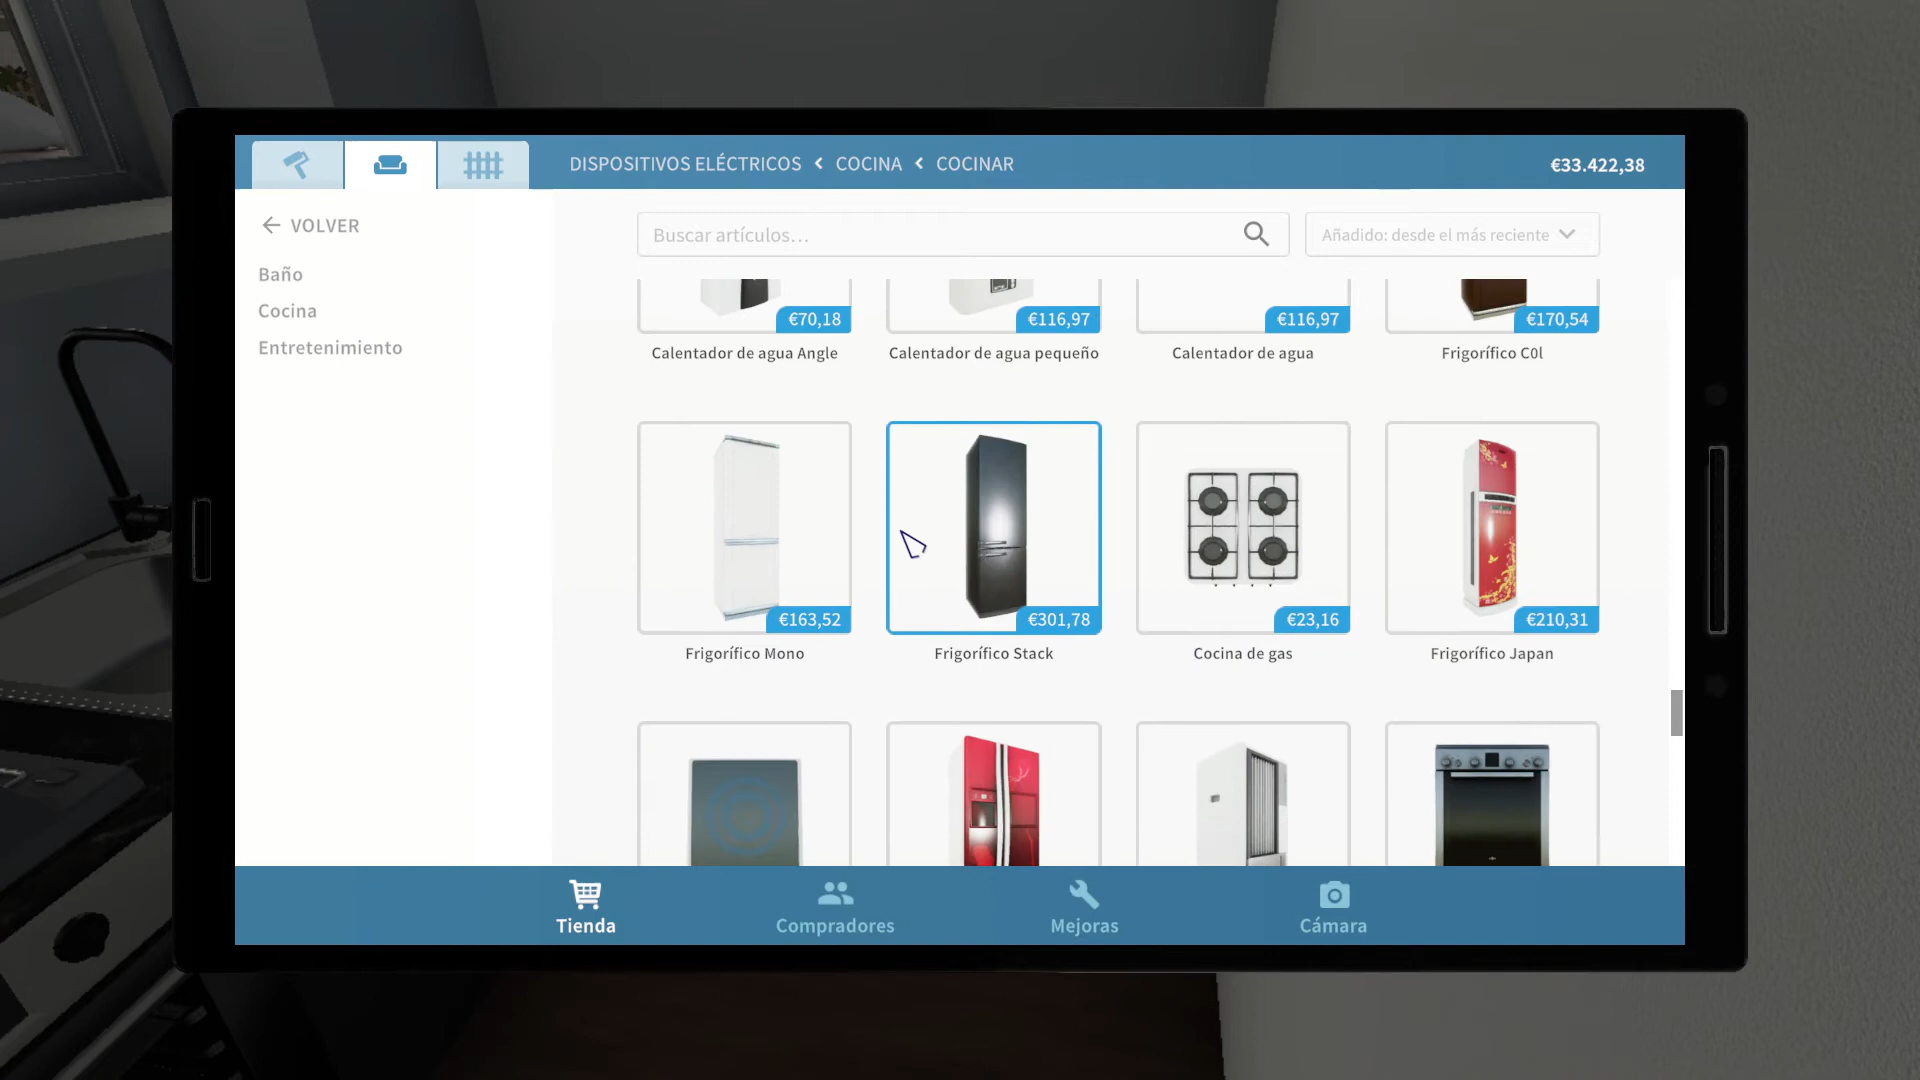 DISPOSITIVOS ELÉCTRICOS < COCINA < COCINAR
€33.422,38
VOLVER
Baño
Cocina
Entretenimiento
Buscar artículos...
Añadido: desde el más reciente
€70,18
€116,97
€116,97
€170,54
Calentador de agua Angle
Calentador de agua pequeño
Calentador de agua
Frigorífico C0l
€163,52
€301,78
€23,16
€210,31
Frigorífico Mono
Frigorífico Stack
Cocina de gas
Frigorífico Japan
Tienda
Compradores
Mejoras
Cámara